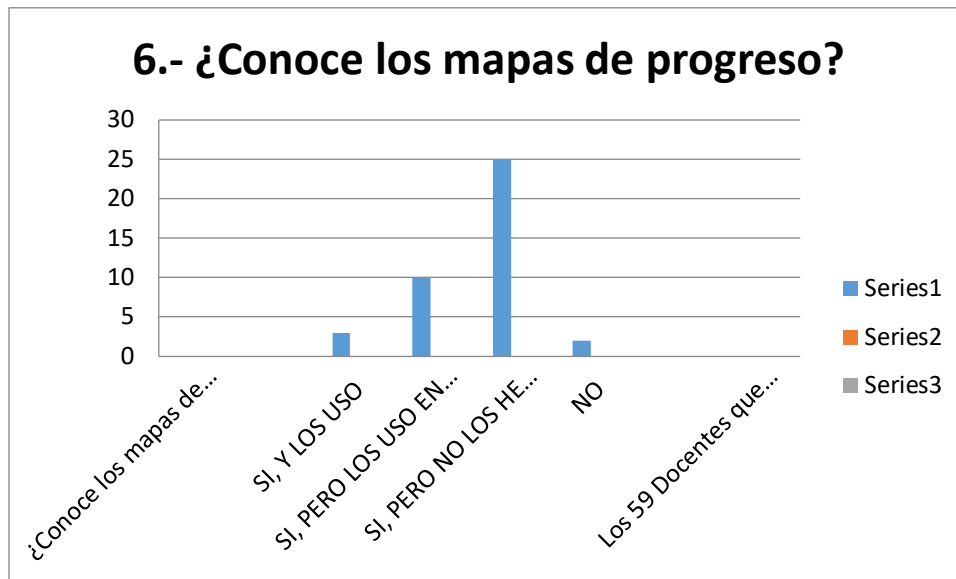 6.- ¿Conoce los mapas de progreso?
30
25
20
15
10
5
0
¿Conoce los mapas de...
SI, Y LOS USO
SI, PERO LOS USO EN...
SI, PERO NO LOS HE...
NO
Los 59 Docentes que...
Series1
Series2
Series3